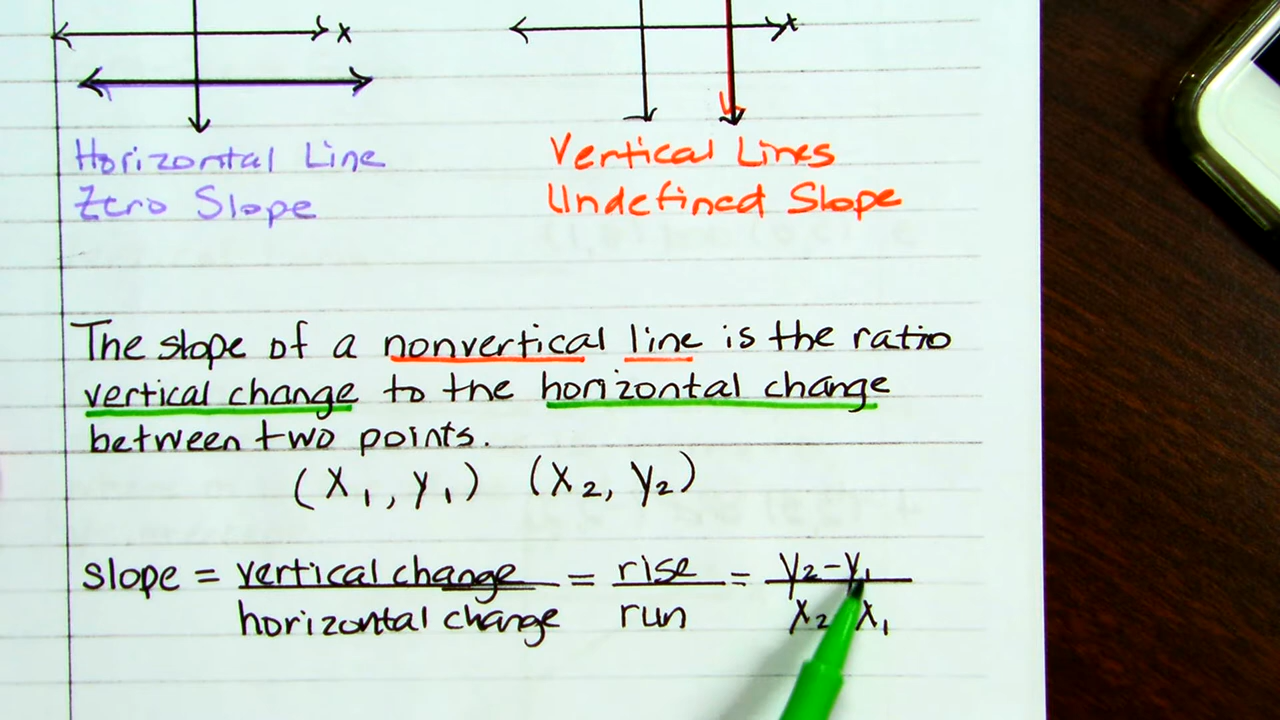 x x
Horizontal Line
Zero Slope
Vertical Lines
Undefined Slope
The slope of a nonvertical line is the ratio
vertical change to the horizontal change
between two points.
(x₁, y₁) (x₂, y₂)
slope = vertical change = rise = y₂-y₁
horizontal change run x₂ x₁